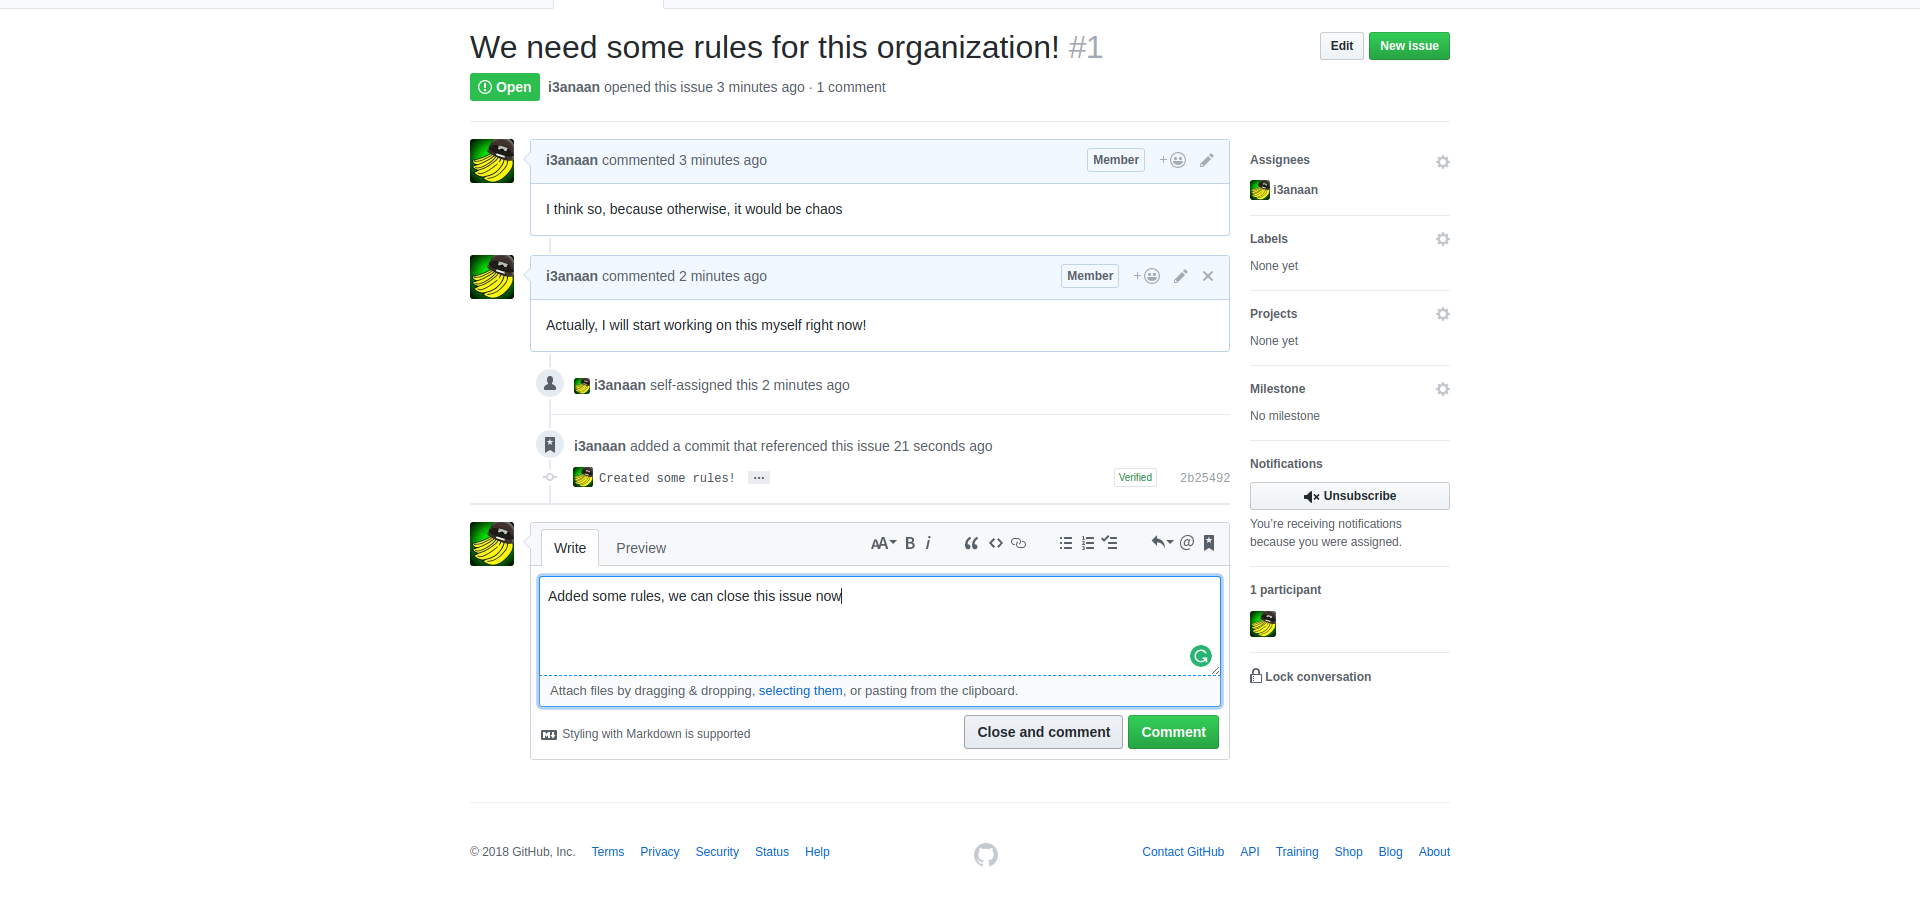 We need some rules for this organization! #1
Edit
New issue
Open
i3anaan opened this issue 3 minutes ago · 1 comment
i3anaan commented 3 minutes ago
Member
I think so, because otherwise, it would be chaos
i3anaan commented 2 minutes ago
Member
Actually, I will start working on this myself right now!
i3anaan self-assigned this 2 minutes ago
i3anaan added a commit that referenced this issue 21 seconds ago
Created some rules! …
Verified
2b25492
Write
Preview
AA B i
Added some rules, we can close this issue now
Attach files by dragging & dropping, selecting them, or pasting from the clipboard.
Styling with Markdown is supported
Close and comment
Comment
Assignees
i3anaan
Labels
None yet
Projects
None yet
Milestone
No milestone
Notifications
Unsubscribe
You're receiving notifications
because you were assigned.
1 participant
Lock conversation
© 2018 GitHub, Inc. Terms Privacy Security Status Help
Contact GitHub API Training Shop Blog About